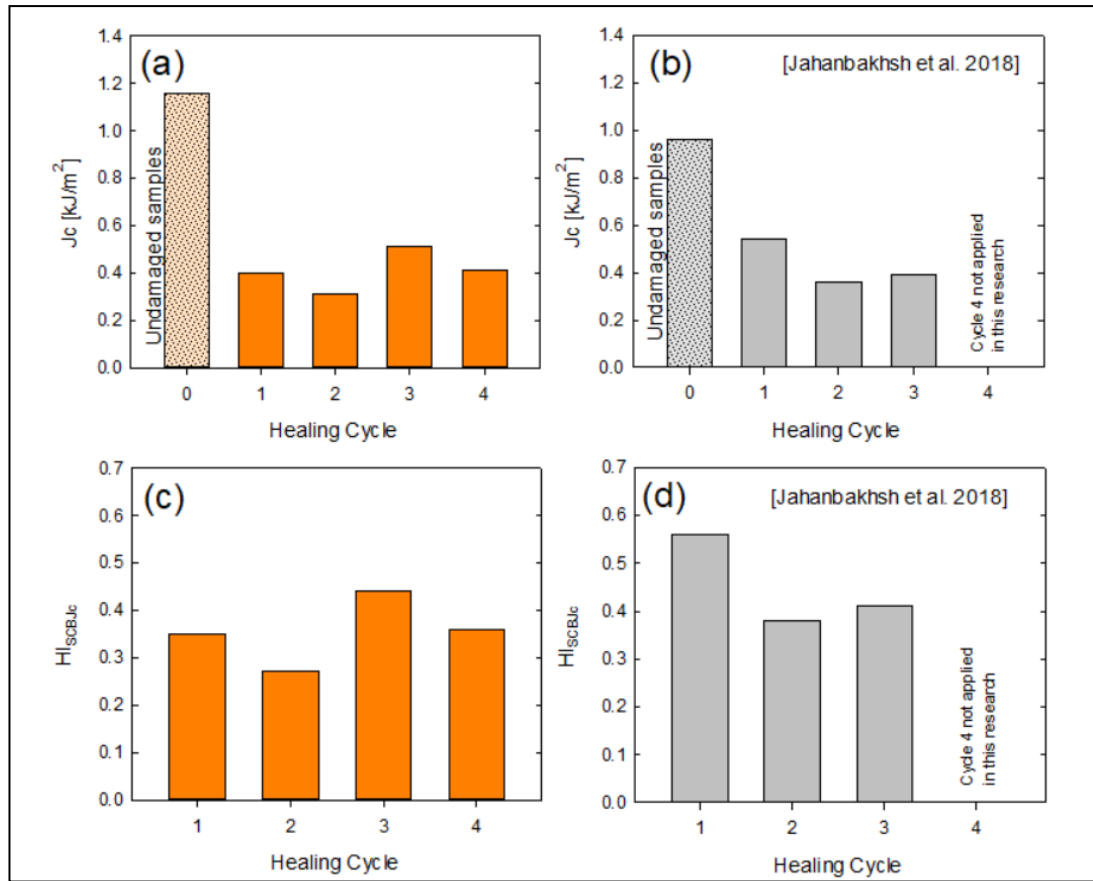 (a)
1.4
1.2
1.0
0.8
0.6
0.4
0.2
0.0
Jc [kJ/m²]
Undamaged samples
0 1 2 3 4
Healing Cycle
(b)
[Jahanbakhsh et al. 2018]
1.4
1.2
1.0
0.8
0.6
0.4
0.2
0.0
Jc [kJ/m²]
Undamaged samples
Cycle 4 not applied
in this research
0 1 2 3 4
Healing Cycle
(c)
0.7
0.6
0.5
0.4
0.3
0.2
0.1
0.0
HI_SCBJc
1 2 3 4
Healing Cycle
(d)
[Jahanbakhsh et al. 2018]
0.7
0.6
0.5
0.4
0.3
0.2
0.1
0.0
HI_SCBJc
Cycle 4 not applied
in this research
1 2 3 4
Healing Cycle